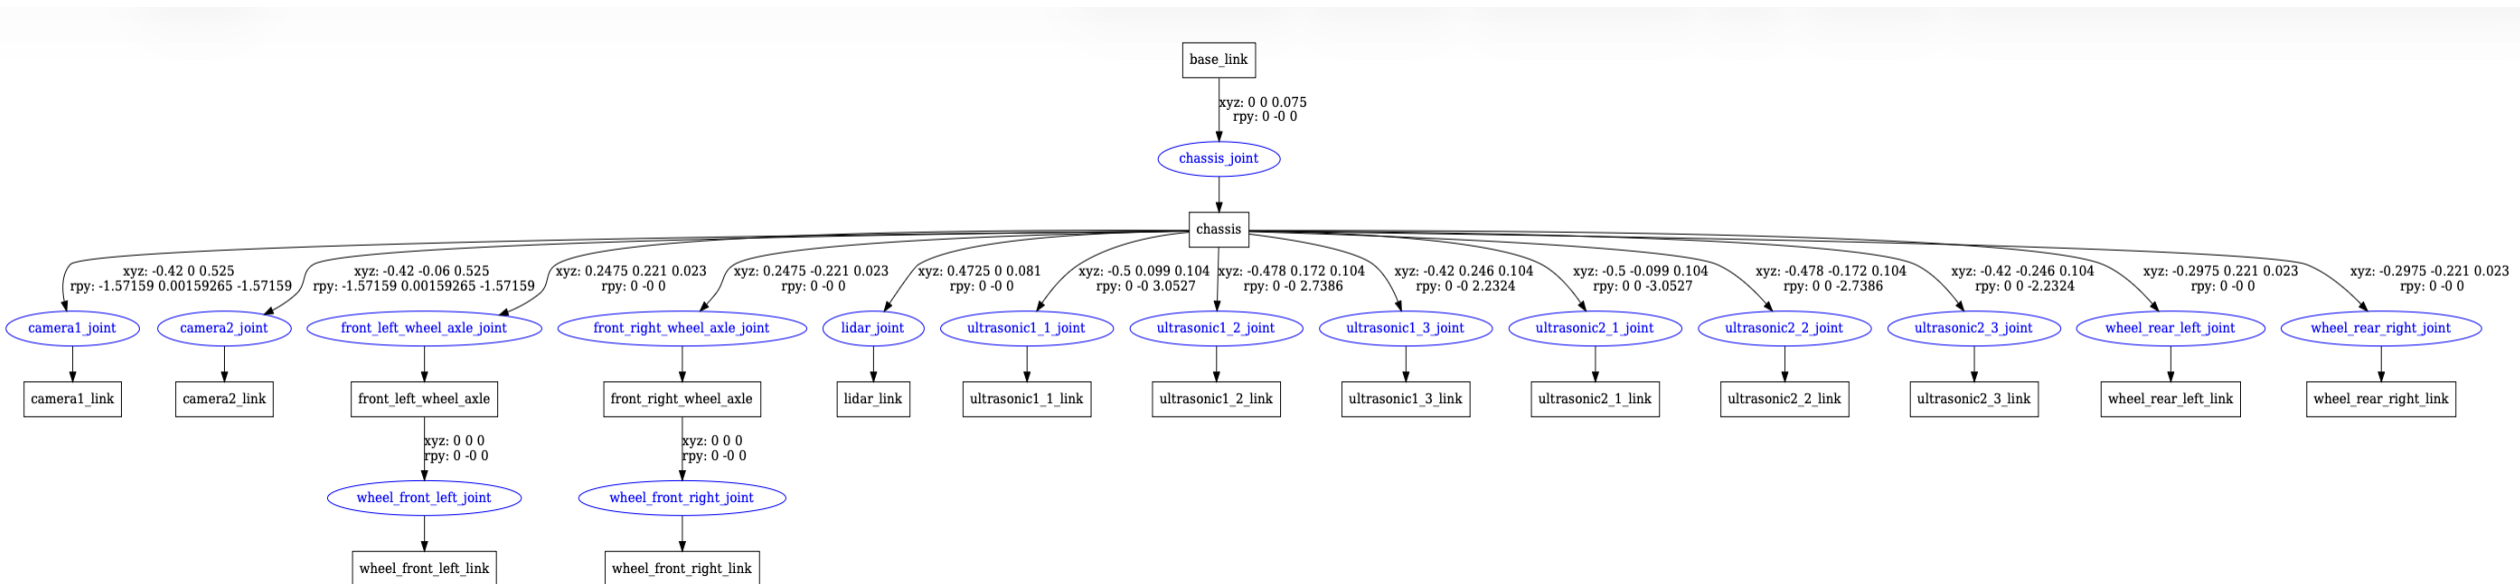 base_link
xyz: 0 0 0.075
rpy: 0 -0 0
chassis_joint
chassis
xyz: -0.42 0 0.525
rpy: -1.57159 0.00159265 -1.57159
xyz: -0.42 -0.06 0.525
rpy: -1.57159 0.00159265 -1.57159
xyz: 0.2475 0.221 0.023
rpy: 0 -0 0
xyz: 0.2475 -0.221 0.023
rpy: 0 -0 0
xyz: 0.4725 0 0.081
rpy: 0 -0 0
xyz: -0.5 0.099 0.104
rpy: 0 -0 3.0527
xyz: -0.478 0.172 0.104
rpy: 0 -0 2.7386
xyz: -0.42 0.246 0.104
rpy: 0 -0 2.2324
xyz: -0.5 -0.099 0.104
rpy: 0 0 -3.0527
xyz: -0.478 -0.172 0.104
rpy: 0 0 -2.7386
xyz: -0.42 -0.246 0.104
rpy: 0 0 -2.2324
xyz: -0.2975 0.221 0.023
rpy: 0 -0 0
xyz: -0.2975 -0.221 0.023
rpy: 0 -0 0
camera1_joint
camera2_joint
front_left_wheel_axle_joint
front_right_wheel_axle_joint
lidar_joint
ultrasonic1_1_joint
ultrasonic1_2_joint
ultrasonic1_3_joint
ultrasonic2_1_joint
ultrasonic2_2_joint
ultrasonic2_3_joint
wheel_rear_left_joint
wheel_rear_right_joint
camera1_link
camera2_link
front_left_wheel_axle
front_right_wheel_axle
lidar_link
ultrasonic1_1_link
ultrasonic1_2_link
ultrasonic1_3_link
ultrasonic2_1_link
ultrasonic2_2_link
ultrasonic2_3_link
wheel_rear_left_link
wheel_rear_right_link
xyz: 0 0 0
rpy: 0 -0 0
xyz: 0 0 0
rpy: 0 -0 0
wheel_front_left_joint
wheel_front_right_joint
wheel_front_left_link
wheel_front_right_link